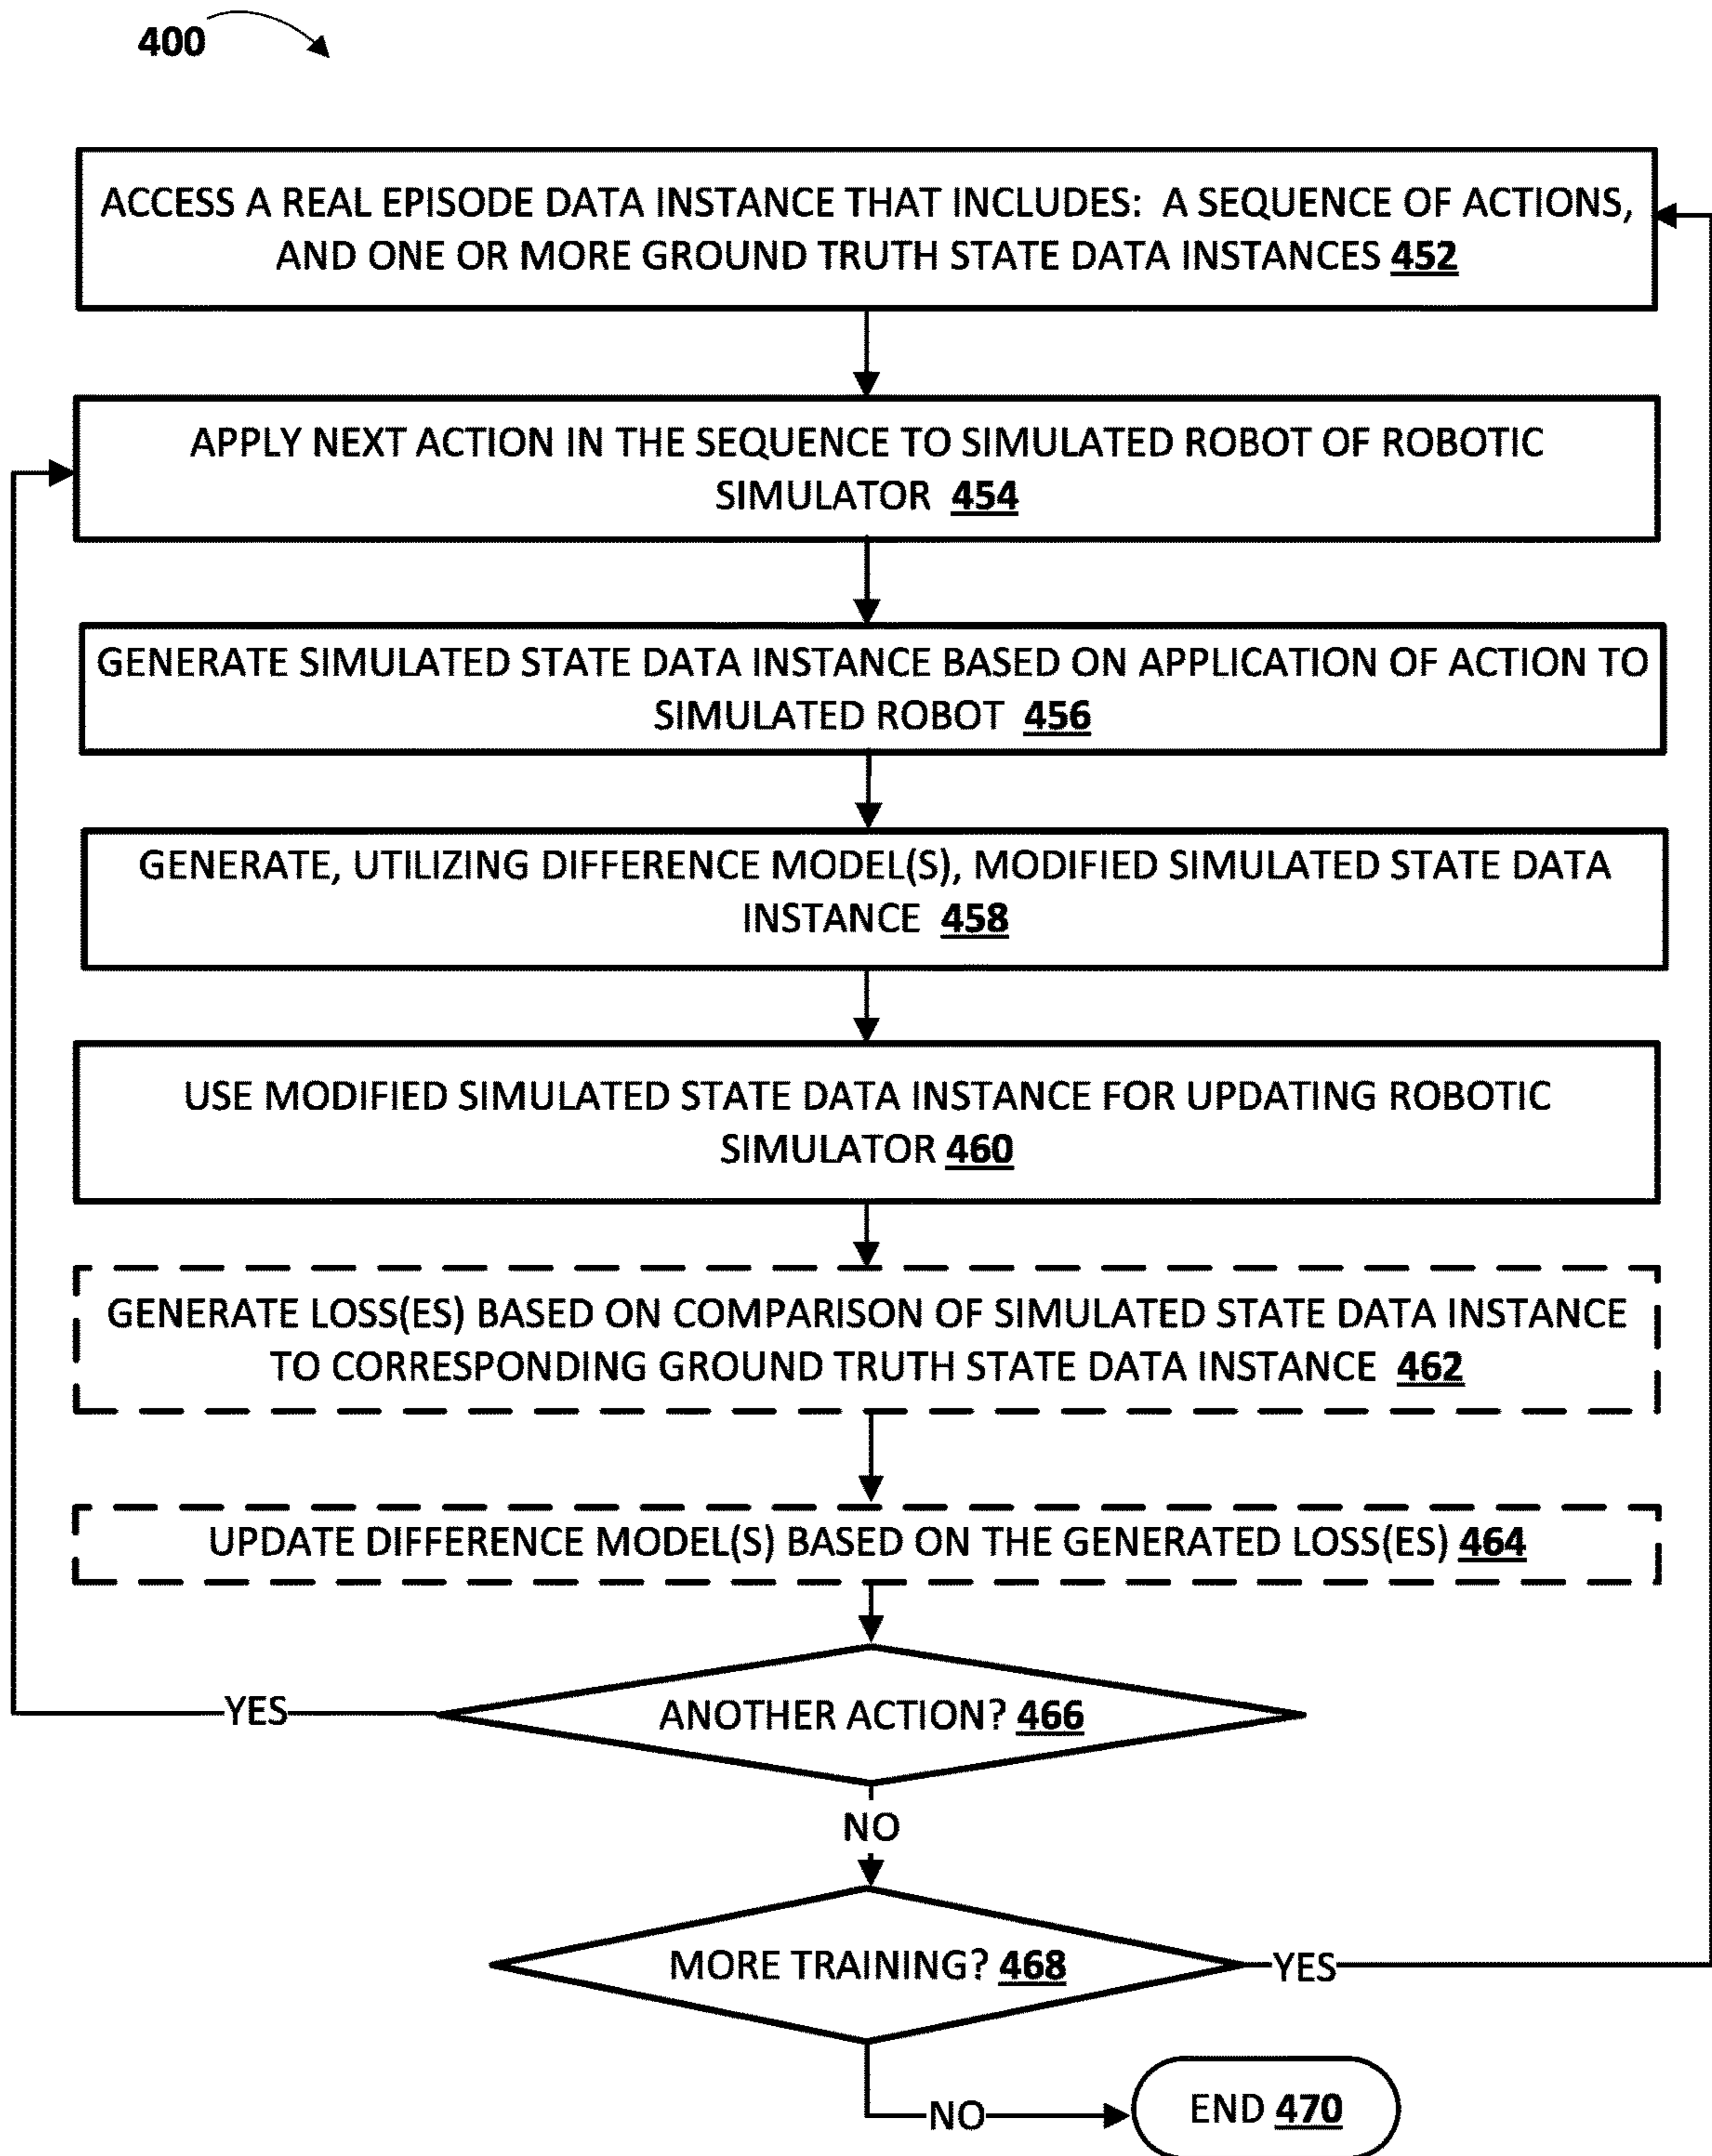 400
ACCESS A REAL EPISODE DATA INSTANCE THAT INCLUDES: A SEQUENCE OF ACTIONS,
AND ONE OR MORE GROUND TRUTH STATE DATA INSTANCES 452
APPLY NEXT ACTION IN THE SEQUENCE TO SIMULATED ROBOT OF ROBOTIC
SIMULATOR 454
GENERATE SIMULATED STATE DATA INSTANCE BASED ON APPLICATION OF ACTION TO
SIMULATED ROBOT 456
GENERATE, UTILIZING DIFFERENCE MODEL(S), MODIFIED SIMULATED STATE DATA
INSTANCE 458
USE MODIFIED SIMULATED STATE DATA INSTANCE FOR UPDATING ROBOTIC
SIMULATOR 460
GENERATE LOSS(ES) BASED ON COMPARISON OF SIMULATED STATE DATA INSTANCE
TO CORRESPONDING GROUND TRUTH STATE DATA INSTANCE 462
UPDATE DIFFERENCE MODEL(S) BASED ON THE GENERATED LOSS(ES) 464
YES
ANOTHER ACTION? 466
NO
MORE TRAINING? 468
YES
NO
END 470